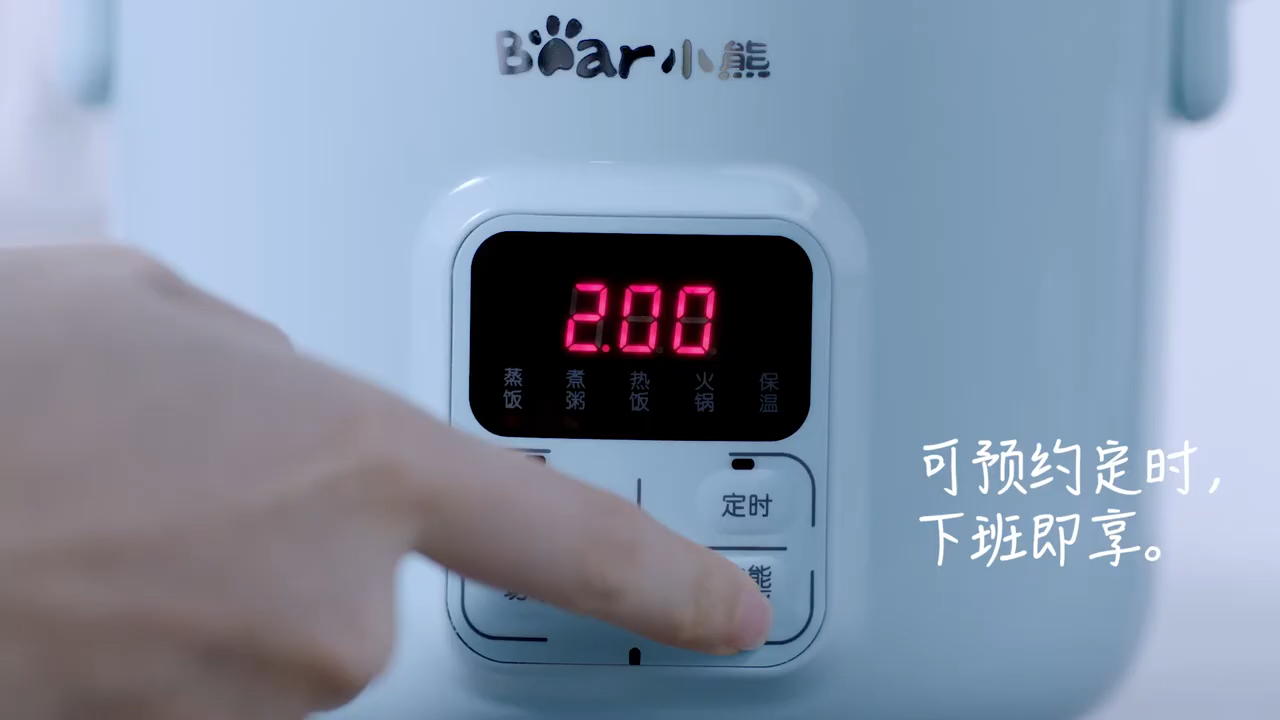 Bear小熊
2.00
蒸饭 煮粥 热饭 火锅 保温
定时
熊
可预约定时，
下班即享。